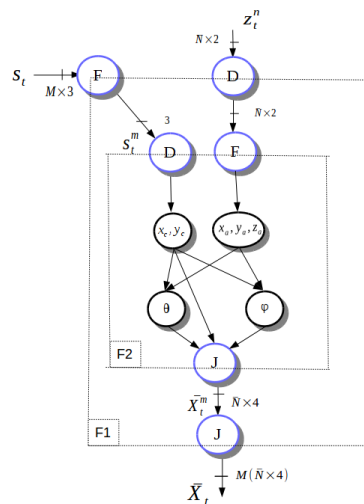 z_t^n
N̄×2
s_t
M×3
F
D
3
N̄×2
s_t^m
D
F
x_c, y_c
x_a, y_a, z_a
θ
φ
F2
J
X̄_t^m
N̄×4
F1
J
M(N̄×4)
X̄_t